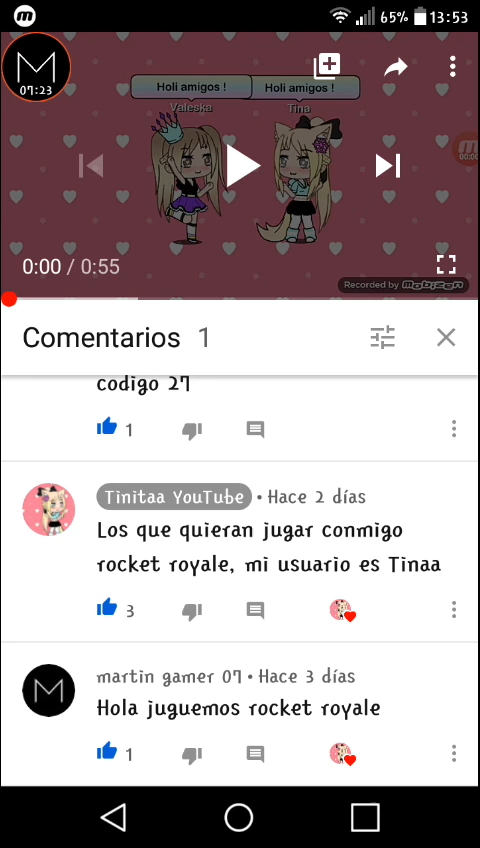 65% 13:53
M
07:23
Holi amigos !
Holi amigos !
Valeska
Tina
00:00
0:00 / 0:55
Recorded by mobizen
Comentarios 1
codigo 27
1
Tinitaa YouTube • Hace 2 días
Los que quieran jugar conmigo
rocket royale, mi usuario es Tinaa
3
M
martin gamer 07 • Hace 3 días
Hola juguemos rocket royale
1